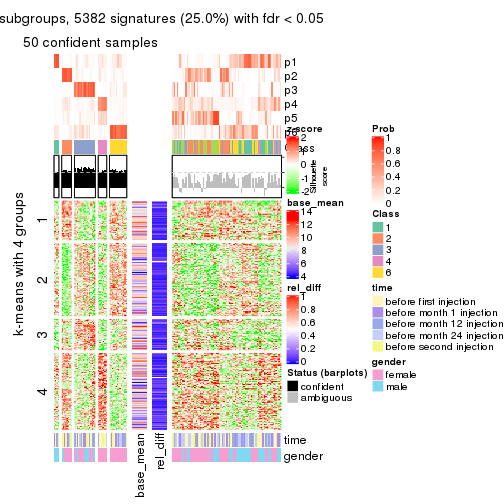 subgroups, 5382 signatures (25.0%) with fdr < 0.05
50 confident samples
p1
p2
p3
p4
p5
Class
Silhouette
score
k-means with 4 groups
1
2
3
4
base_mean
rel_diff
time
gender
z-score
2
1
0
-1
-2
base_mean
14
12
10
8
6
rel_diff
1
0.8
0.6
0.4
0.2
0
Status (barplots)
confident
ambiguous
Prob
1
0.8
0.6
0.4
0.2
0
Class
1
2
3
4
6
time
before first injection
before month 1 injection
before month 12 injection
before month 24 injection
before second injection
gender
female
male